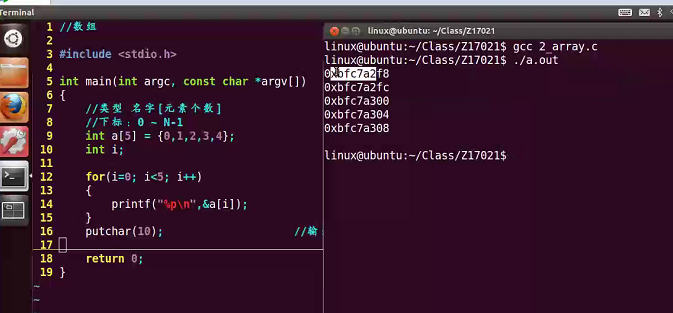 Terminal
1 //数组
2
3 #include <stdio.h>
4
5 int main(int argc, const char *argv[])
6 {
7 //类型 名字[元素个数]
8 //下标：0 ~ N-1
9 int a[5] = {0,1,2,3,4};
10 int i;
11
12 for(i=0; i<5; i++)
13 {
14 printf("%p\n",&a[i]);
15 }
16 putchar(10); //输
17
18 return 0;
19 }
~
~
linux@ubuntu: ~/Class/Z17021
linux@ubuntu:~/Class/Z17021$ gcc 2_array.c
linux@ubuntu:~/Class/Z17021$ ./a.out
0xbfc7a2f8
0xbfc7a2fc
0xbfc7a300
0xbfc7a304
0xbfc7a308
linux@ubuntu:~/Class/Z17021$